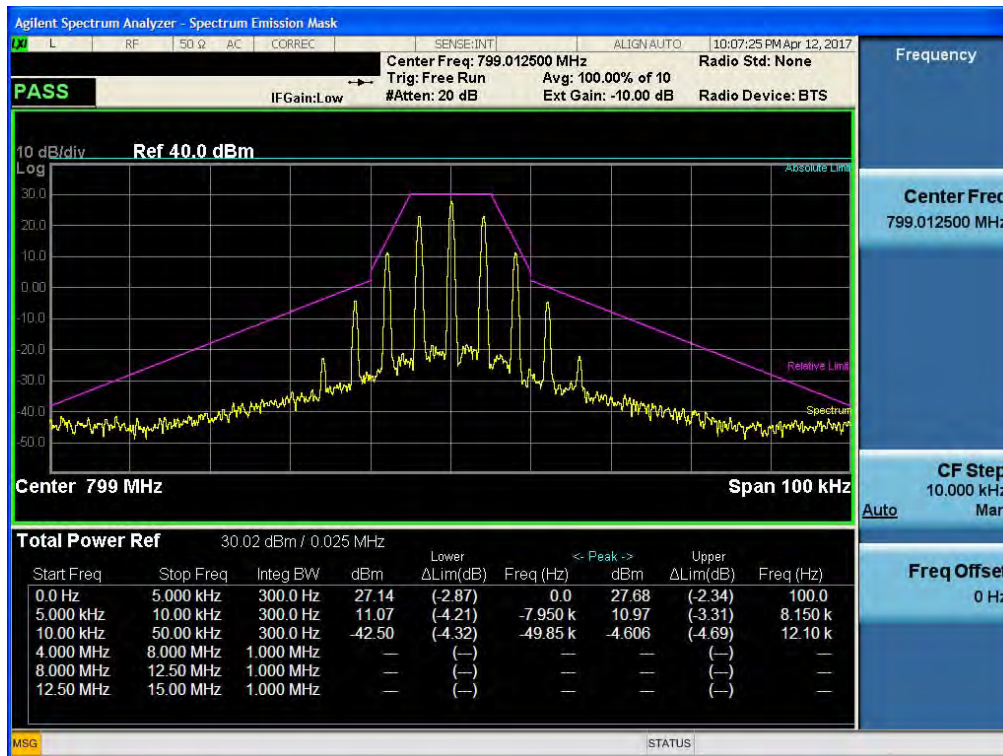 Agilent Spectrum Analyzer - Spectrum Emission Mask
LXI L RF 50 Ω AC CORREC SENSE:INT ALIGN AUTO 10:07:25 PM Apr 12, 2017
Center Freq: 799.012500 MHz Radio Std: None
Trig: Free Run Avg: 100.00% of 10
PASS IFGain:Low #Atten: 20 dB Ext Gain: -10.00 dB Radio Device: BTS
10 dB/div Ref 40.0 dBm
Log
Absolute Limit
30.0
20.0
10.0
0.00
-10.0
-20.0
Relative Limit
-30.0
-40.0
Spectrum
-50.0
Center 799 MHz Span 100 kHz
Total Power Ref 30.02 dBm / 0.025 MHz
Lower <- Peak -> Upper
Start Freq Stop Freq Integ BW dBm ΔLim(dB) Freq (Hz) dBm ΔLim(dB) Freq (Hz)
0.0 Hz 5.000 kHz 300.0 Hz 27.14 (-2.87) 0.0 27.68 (-2.34) 100.0
5.000 kHz 10.00 kHz 300.0 Hz 11.07 (-4.21) -7.950 k 10.97 (-3.31) 8.150 k
10.00 kHz 50.00 kHz 300.0 Hz -42.50 (-4.32) -49.85 k -4.606 (-4.69) 12.10 k
4.000 MHz 8.000 MHz 1.000 MHz --- (---) --- --- (---) ---
8.000 MHz 12.50 MHz 1.000 MHz --- (---) --- --- (---) ---
12.50 MHz 15.00 MHz 1.000 MHz --- (---) --- --- (---) ---
MSG STATUS
Frequency
Center Freq
799.012500 MHz
CF Step
10.000 kHz
Auto Man
Freq Offset
0 Hz